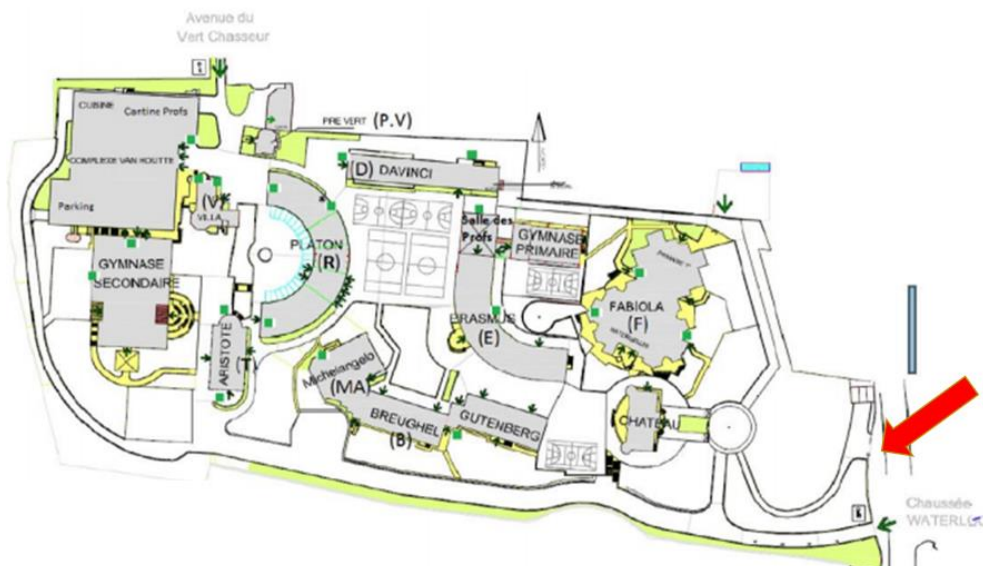 Avenue du
Vert Chasseur
CUISINE
Cantine Profs
PRE VERT (P.V)
COMPLEXE VAN HOUTTE
(D) DAVINCI
Parking
(V)
VILLA
Salle des
Profs
GYMNASE
PRIMAIRE
PLATON
(R)
GYMNASE
SECONDAIRE
FABIOLA
(F)
ERASMUS
(E)
ARISTOTE
Michelangelo
(MA)
BREUGHEL
(B)
GUTENBERG
CHATEAU
Chaussée